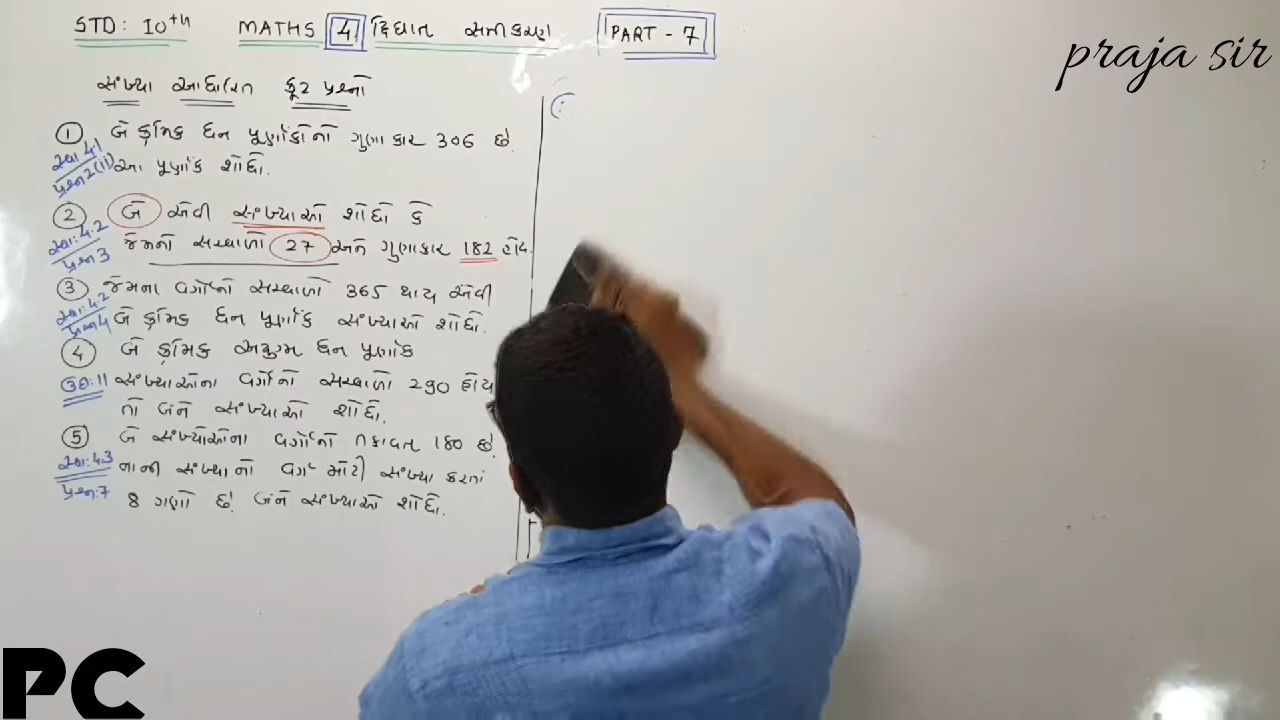 STD: 10th MATHS 4 દ્વિઘાત સમીકરણ PART - 7
praja sir
સંખ્યા આધારિત કૂટ પ્રશ્નો
① બે ક્રમિક ધન પૂર્ણાંકોનો ગુણાકાર 306 છે.
સ્વા 4.1 આ પૂર્ણાંક શોધો.
પ્રશ્ન 2(ii)
② બે એવી સંખ્યાઓ શોધો કે
સ્વા: 4.2 જેમનો સરવાળો 27 અને ગુણાકાર 182 હોય.
પ્રશ્ન 3
③ જેમના વર્ગોનો સરવાળો 365 થાય એવી
સ્વા: 4.2 બે ક્રમિક ધન પૂર્ણાંક સંખ્યાઓ શોધો.
પ્રશ્ન 4
④ બે ક્રમિક અયુગ્મ ધન પૂર્ણાંક
ઉદા: 11 સંખ્યાઓના વર્ગોનો સરવાળો 290 હોય
તો બંને સંખ્યાઓ શોધો.
⑤ બે સંખ્યાઓના વર્ગોનો તફાવત 180 છે.
સ્વા: 4.3 નાની સંખ્યાનો વર્ગ મોટી સંખ્યા કરતાં
પ્રશ્ન: 7 8 ગણો છે. બંને સંખ્યાઓ શોધો.
PC